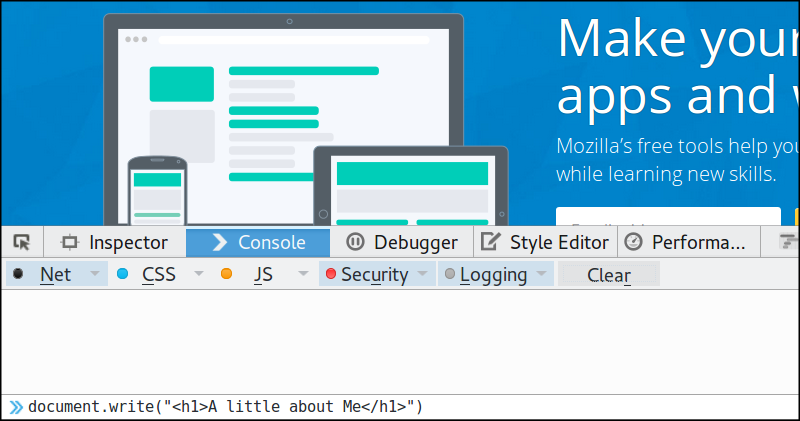 Make your
apps and
Mozilla’s free tools help you
while learning new skills.
Inspector
Console
Debugger
Style Editor
Performa...
Net
CSS
JS
Security
Logging
Clear
document.write("<h1>A little about Me</h1>")